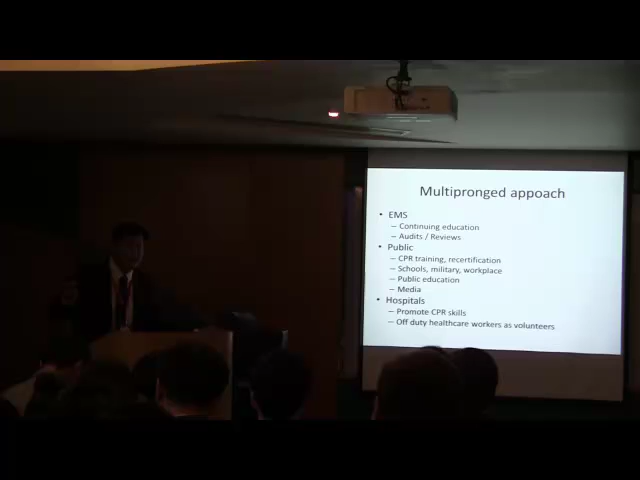 Multipronged appoach
• EMS
– Continuing education
– Audits / Reviews
• Public
– CPR training, recertification
– Schools, military, workplace
– Public education
– Media
• Hospitals
– Promote CPR skills
– Off duty healthcare workers as volunteers